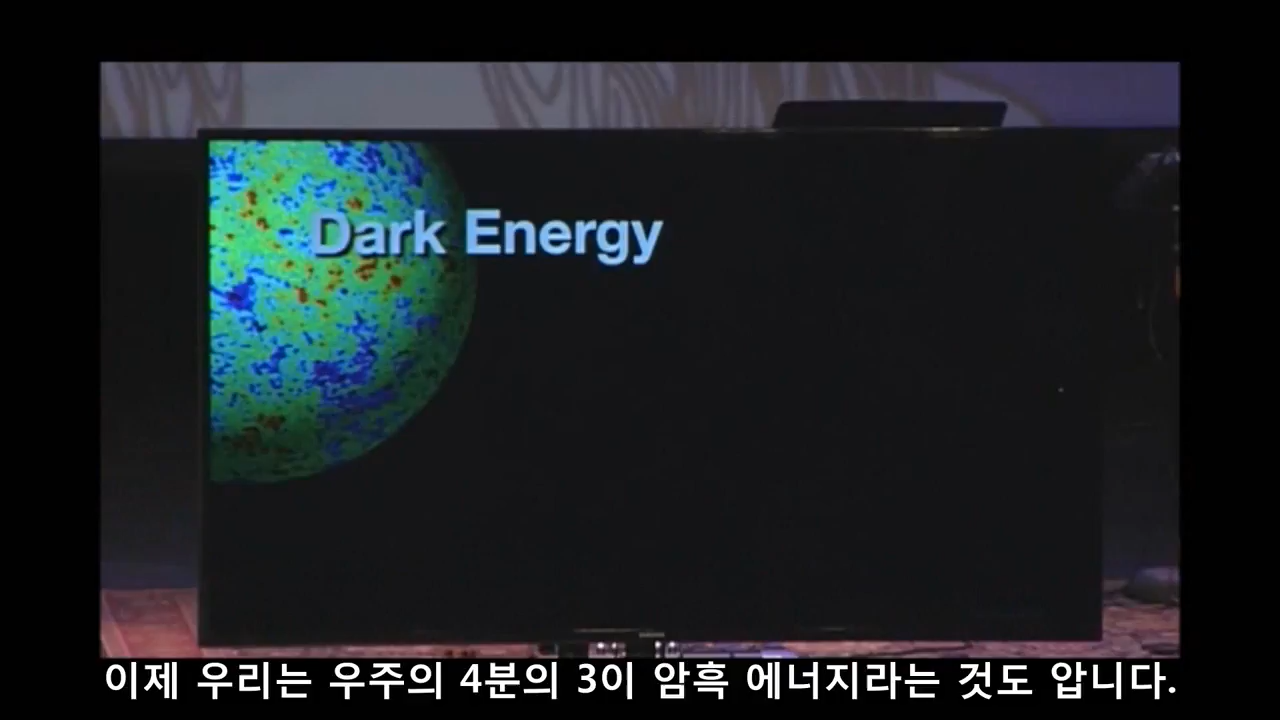 Dark Energy
이제 우리는 우주의 4분의 3이 암흑 에너지라는 것도 압니다.